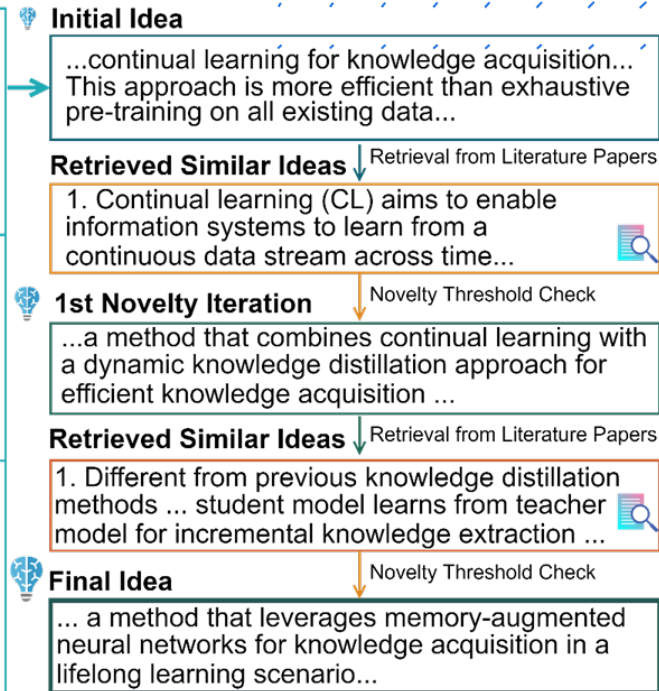 Initial Idea
...continual learning for knowledge acquisition...
This approach is more efficient than exhaustive
pre-training on all existing data...
Retrieved Similar Ideas
Retrieval from Literature Papers
1. Continual learning (CL) aims to enable
information systems to learn from a
continuous data stream across time...
Novelty Threshold Check
1st Novelty Iteration
...a method that combines continual learning with
a dynamic knowledge distillation approach for
efficient knowledge acquisition ...
Retrieved Similar Ideas
Retrieval from Literature Papers
1. Different from previous knowledge distillation
methods ... student model learns from teacher
model for incremental knowledge extraction ...
Novelty Threshold Check
Final Idea
... a method that leverages memory-augmented
neural networks for knowledge acquisition in a
lifelong learning scenario...